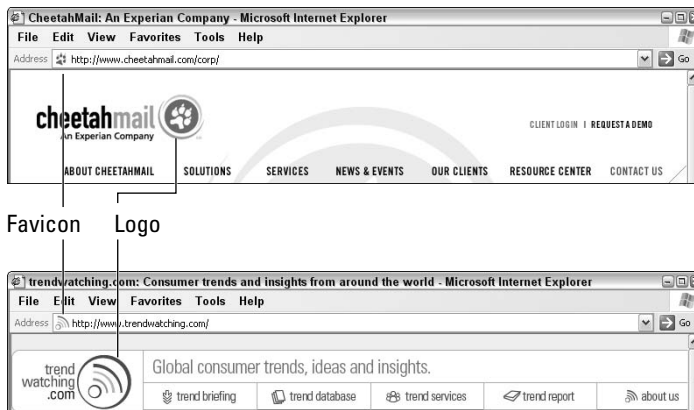 CheetahMail: An Experian Company - Microsoft Internet Explorer
File Edit View Favorites Tools Help
Address http://www.cheetahmail.com/corp/ Go
cheetahmail
An Experian Company
CLIENT LOGIN | REQUEST A DEMO
ABOUT CHEETAHMAIL SOLUTIONS SERVICES NEWS & EVENTS OUR CLIENTS RESOURCE CENTER CONTACT US
Favicon Logo
trendwatching.com: Consumer trends and insights from around the world - Microsoft Internet Explorer
File Edit View Favorites Tools Help
Address http://www.trendwatching.com/ Go
trend
watching
.com
Global consumer trends, ideas and insights.
trend briefing trend database trend services trend report about us